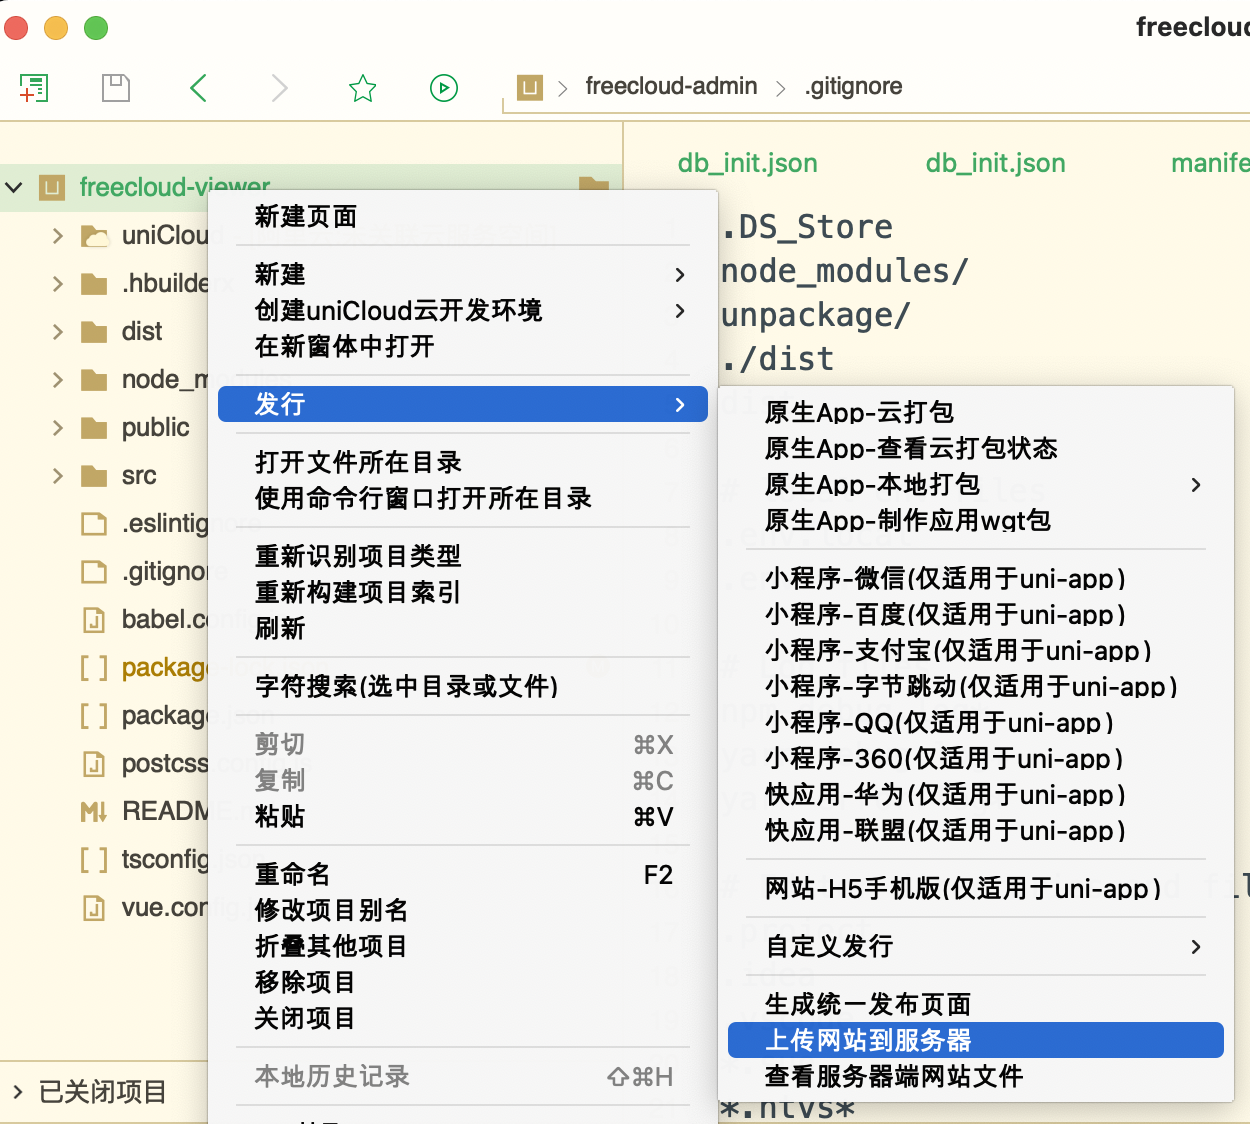 freeclou
freecloud-admin
.gitignore
freecloud-viewer
uniClou
.hbuilder
dist
node_m
public
src
.eslintig
.gitigno
babel.c
package
package
postcss
README
tsconfig
vue.con
已关闭项目
db_init.json db_init.json manife
.DS_Store
node_modules/
unpackage/
./dist
新建页面
新建
创建uniCloud云开发环境
在新窗体中打开
发行
打开文件所在目录
使用命令行窗口打开所在目录
重新识别项目类型
重新构建项目索引
刷新
字符搜索(选中目录或文件)
剪切 ⌘X
复制 ⌘C
粘贴 ⌘V
重命名 F2
修改项目别名
折叠其他项目
移除项目
关闭项目
本地历史记录 ⇧⌘H
原生App-云打包
原生App-查看云打包状态
原生App-本地打包
原生App-制作应用wgt包
小程序-微信(仅适用于uni-app)
小程序-百度(仅适用于uni-app)
小程序-支付宝(仅适用于uni-app)
小程序-字节跳动(仅适用于uni-app)
小程序-QQ(仅适用于uni-app)
小程序-360(仅适用于uni-app)
快应用-华为(仅适用于uni-app)
快应用-联盟(仅适用于uni-app)
网站-H5手机版(仅适用于uni-app)
自定义发行
生成统一发布页面
上传网站到服务器
查看服务器端网站文件
*.ntvs*